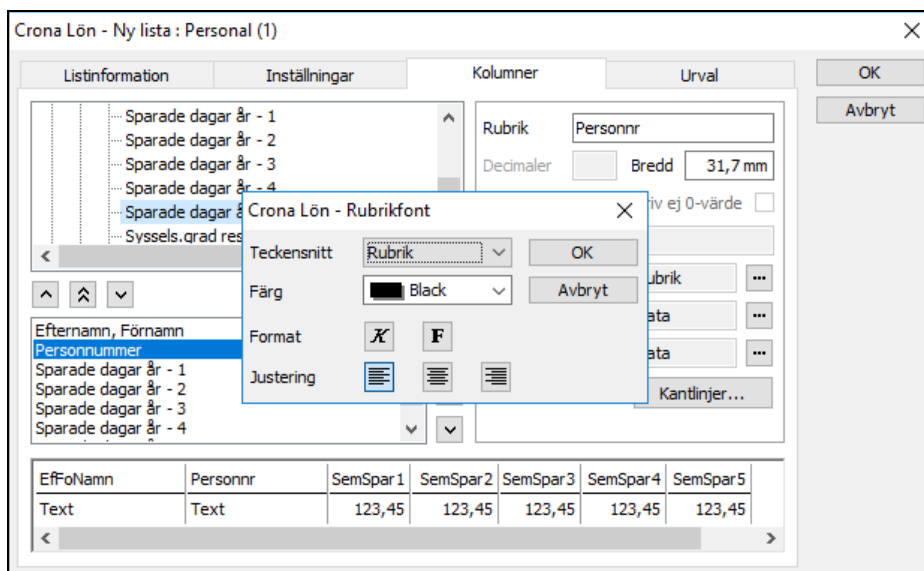 Crona Lön - Ny lista : Personal (1)
Listinformation Inställningar Kolumner Urval
OK
Avbryt
Sparade dagar år - 1
Sparade dagar år - 2
Sparade dagar år - 3
Sparade dagar år - 4
Sparade dagar å
Syssels.grad res
Rubrik Personnr
Decimaler Bredd 31,7 mm
riv ej 0-värde
ubrik ...
ata ...
ata ...
Kantlinjer...
Crona Lön - Rubrikfont
Teckensnitt Rubrik OK
Färg Black Avbryt
Format K F
Justering
Efternamn, Förnamn
Personnummer
Sparade dagar år - 1
Sparade dagar år - 2
Sparade dagar år - 3
Sparade dagar år - 4
EfFoNamn Personnr SemSpar1 SemSpar2 SemSpar3 SemSpar4 SemSpar5
Text Text 123,45 123,45 123,45 123,45 123,45